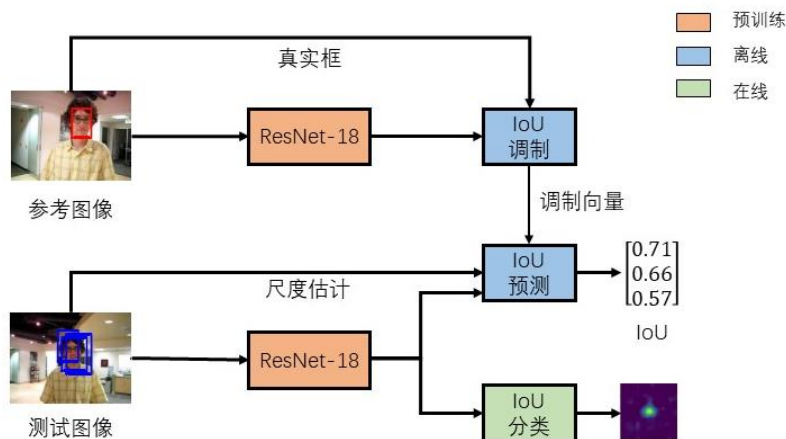 预训练
离线
在线
真实框
ResNet-18
IoU
调制
参考图像
调制向量
IoU
预测
尺度估计
0.71
0.66
0.57
IoU
ResNet-18
测试图像
IoU
分类